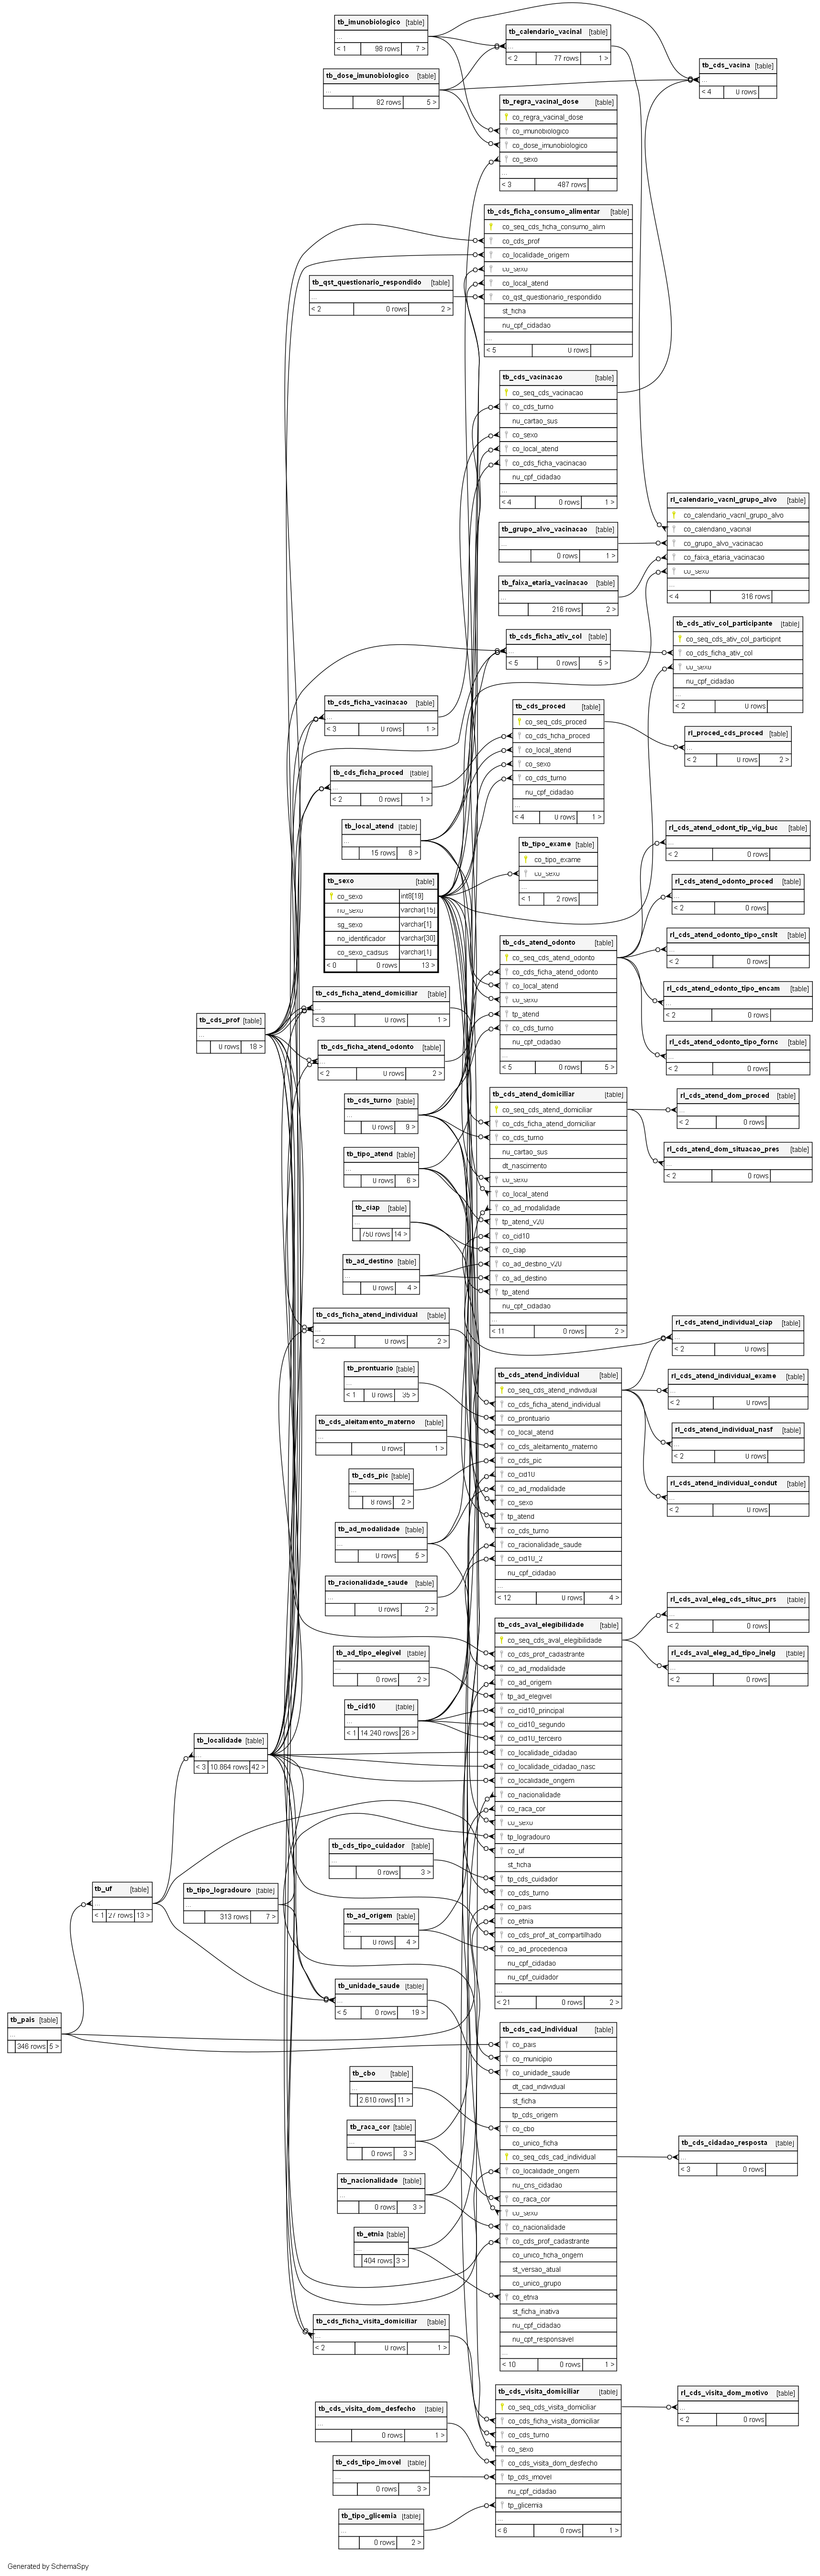 tb_imunobiologico [table]
...
< 1 98 rows 7 >
tb_dose_imunobiologico [table]
...
82 rows 5 >
tb_calendario_vacinal [table]
...
< 2 77 rows 1 >
tb_cds_vacina [table]
...
< 4 0 rows
tb_regra_vacinal_dose [table]
co_regra_vacinal_dose
co_imunobiologico
co_dose_imunobiologico
co_sexo
...
< 3 487 rows
tb_cds_ficha_consumo_alimentar [table]
co_seq_cds_ficha_consumo_alim
co_cds_prof
co_localidade_origem
co_sexo
co_local_atend
co_qst_questionario_respondido
st_ficha
nu_cpf_cidadao
...
< 5 0 rows
tb_qst_questionario_respondido [table]
...
< 2 0 rows 2 >
tb_cds_vacinacao [table]
co_seq_cds_vacinacao
co_cds_turno
nu_cartao_sus
co_sexo
co_local_atend
co_cds_ficha_vacinacao
nu_cpf_cidadao
...
< 4 0 rows 1 >
rl_calendario_vacnl_grupo_alvo [table]
co_calendario_vacnl_grupo_alvo
co_calendario_vacinal
co_grupo_alvo_vacinacao
co_faixa_etaria_vacinacao
co_sexo
...
< 4 316 rows
tb_grupo_alvo_vacinacao [table]
...
0 rows 1 >
tb_faixa_etaria_vacinacao [table]
...
216 rows 2 >
tb_cds_ficha_ativ_col [table]
...
< 5 0 rows 5 >
tb_cds_ativ_col_participante [table]
co_seq_cds_ativ_col_participnt
co_cds_ficha_ativ_col
co_sexo
nu_cpf_cidadao
...
< 2 0 rows
tb_cds_ficha_vacinacao [table]
...
< 3 0 rows 1 >
tb_cds_proced [table]
co_seq_cds_proced
co_cds_ficha_proced
co_local_atend
co_sexo
co_cds_turno
nu_cpf_cidadao
...
< 4 0 rows 1 >
rl_proced_cds_proced [table]
...
< 2 0 rows 2 >
tb_cds_ficha_proced [table]
...
< 2 0 rows 1 >
tb_local_atend [table]
...
15 rows 8 >
tb_tipo_exame [table]
co_tipo_exame
co_sexo
...
< 1 2 rows
rl_cds_atend_odont_tip_vig_buc [table]
...
< 2 0 rows
tb_sexo [table]
co_sexo int8[19]
no_sexo varchar[15]
sg_sexo varchar[1]
no_identificador varchar[30]
co_sexo_cadsus varchar[1]
< 0 0 rows 13 >
rl_cds_atend_odonto_proced [table]
...
< 2 0 rows
rl_cds_atend_odonto_tipo_cnslt [table]
...
< 2 0 rows
rl_cds_atend_odonto_tipo_encam [table]
...
< 2 0 rows
rl_cds_atend_odonto_tipo_fornc [table]
...
< 2 0 rows
tb_cds_atend_odonto [table]
co_seq_cds_atend_odonto
co_cds_ficha_atend_odonto
co_local_atend
co_sexo
tp_atend
co_cds_turno
nu_cpf_cidadao
...
< 5 0 rows 5 >
tb_cds_prof [table]
...
0 rows 18 >
tb_cds_ficha_atend_domiciliar [table]
...
< 3 0 rows 1 >
tb_cds_ficha_atend_odonto [table]
...
< 2 0 rows 2 >
tb_cds_turno [table]
...
0 rows 9 >
tb_tipo_atend [table]
...
0 rows 6 >
tb_ciap [table]
...
750 rows 14 >
tb_ad_destino [table]
...
0 rows 4 >
tb_cds_atend_domiciliar [table]
co_seq_cds_atend_domiciliar
co_cds_ficha_atend_domiciliar
co_cds_turno
nu_cartao_sus
dt_nascimento
co_sexo
co_local_atend
co_ad_modalidade
tp_atend_v20
co_cid10
co_ciap
co_ad_destino_v20
co_ad_destino
tp_atend
nu_cpf_cidadao
...
< 11 0 rows 2 >
rl_cds_atend_dom_proced [table]
...
< 2 0 rows
rl_cds_atend_dom_situacao_pres [table]
...
< 2 0 rows
tb_cds_ficha_atend_individual [table]
...
< 2 0 rows 2 >
tb_prontuario [table]
...
< 1 0 rows 35 >
tb_cds_aleitamento_materno [table]
...
0 rows 1 >
tb_cds_pic [table]
...
8 rows 2 >
tb_ad_modalidade [table]
...
0 rows 5 >
tb_racionalidade_saude [table]
...
0 rows 2 >
tb_cds_atend_individual [table]
co_seq_cds_atend_individual
co_cds_ficha_atend_individual
co_prontuario
co_local_atend
co_cds_aleitamento_materno
co_cds_pic
co_cid10
co_ad_modalidade
co_sexo
tp_atend
co_cds_turno
co_racionalidade_saude
co_cid10_2
nu_cpf_cidadao
...
< 12 0 rows 4 >
rl_cds_atend_individual_ciap [table]
...
< 2 0 rows
rl_cds_atend_individual_exame [table]
...
< 2 0 rows
rl_cds_atend_individual_nasf [table]
...
< 2 0 rows
rl_cds_atend_individual_condut [table]
...
< 2 0 rows
tb_ad_tipo_elegivel [table]
...
0 rows 2 >
tb_cid10 [table]
...
< 1 14.240 rows 26 >
tb_cds_aval_elegibilidade [table]
co_seq_cds_aval_elegibilidade
co_cds_prof_cadastrante
co_ad_modalidade
co_ad_origem
tp_ad_elegivel
co_cid10_principal
co_cid10_segundo
co_cid10_terceiro
co_localidade_cidadao
co_localidade_cidadao_nasc
co_localidade_origem
co_nacionalidade
co_raca_cor
co_sexo
tp_logradouro
co_uf
st_ficha
tp_cds_cuidador
co_cds_turno
co_pais
co_etnia
co_cds_prof_at_compartilhado
co_ad_procedencia
nu_cpf_cidadao
nu_cpf_cuidador
...
< 21 0 rows 2 >
rl_cds_aval_eleg_cds_situc_prs [table]
...
< 2 0 rows
rl_cds_aval_eleg_ad_tipo_inelg [table]
...
< 2 0 rows
tb_localidade [table]
...
< 3 10.864 rows 42 >
tb_cds_tipo_cuidador [table]
...
0 rows 3 >
tb_uf [table]
...
< 1 27 rows 13 >
tb_tipo_logradouro [table]
...
313 rows 7 >
tb_ad_origem [table]
...
0 rows 4 >
tb_unidade_saude [table]
...
< 5 0 rows 19 >
tb_pais [table]
...
346 rows 5 >
tb_cbo [table]
...
2.610 rows 11 >
tb_raca_cor [table]
...
0 rows 3 >
tb_nacionalidade [table]
...
0 rows 3 >
tb_etnia [table]
...
404 rows 3 >
tb_cds_cad_individual [table]
co_pais
co_municipio
co_unidade_saude
dt_cad_individual
st_ficha
tp_cds_origem
co_cbo
co_unico_ficha
co_seq_cds_cad_individual
co_localidade_origem
nu_cns_cidadao
co_raca_cor
co_sexo
co_nacionalidade
co_cds_prof_cadastrante
co_unico_ficha_origem
st_versao_atual
co_unico_grupo
co_etnia
st_ficha_inativa
nu_cpf_cidadao
nu_cpf_responsavel
...
< 10 0 rows 1 >
tb_cds_cidadao_resposta [table]
...
< 3 0 rows
tb_cds_ficha_visita_domiciliar [table]
...
< 2 0 rows 1 >
tb_cds_visita_dom_desfecho [table]
...
0 rows 1 >
tb_cds_tipo_imovel [table]
...
0 rows 3 >
tb_tipo_glicemia [table]
...
0 rows 2 >
tb_cds_visita_domiciliar [table]
co_seq_cds_visita_domiciliar
co_cds_ficha_visita_domiciliar
co_cds_turno
co_sexo
co_cds_visita_dom_desfecho
tp_cds_imovel
nu_cpf_cidadao
tp_glicemia
...
< 6 0 rows 1 >
rl_cds_visita_dom_motivo [table]
...
< 2 0 rows
Generated by SchemaSpy